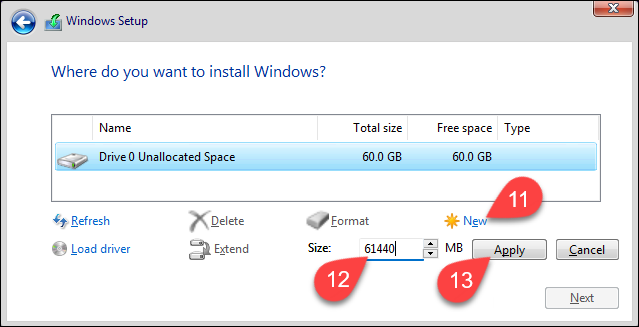 Windows Setup
Where do you want to install Windows?
Name Total size Free space Type
Drive 0 Unallocated Space 60.0 GB 60.0 GB
11
Refresh Delete Format New
Load driver Extend Size: 61440 MB Apply Cancel
12 13
Next